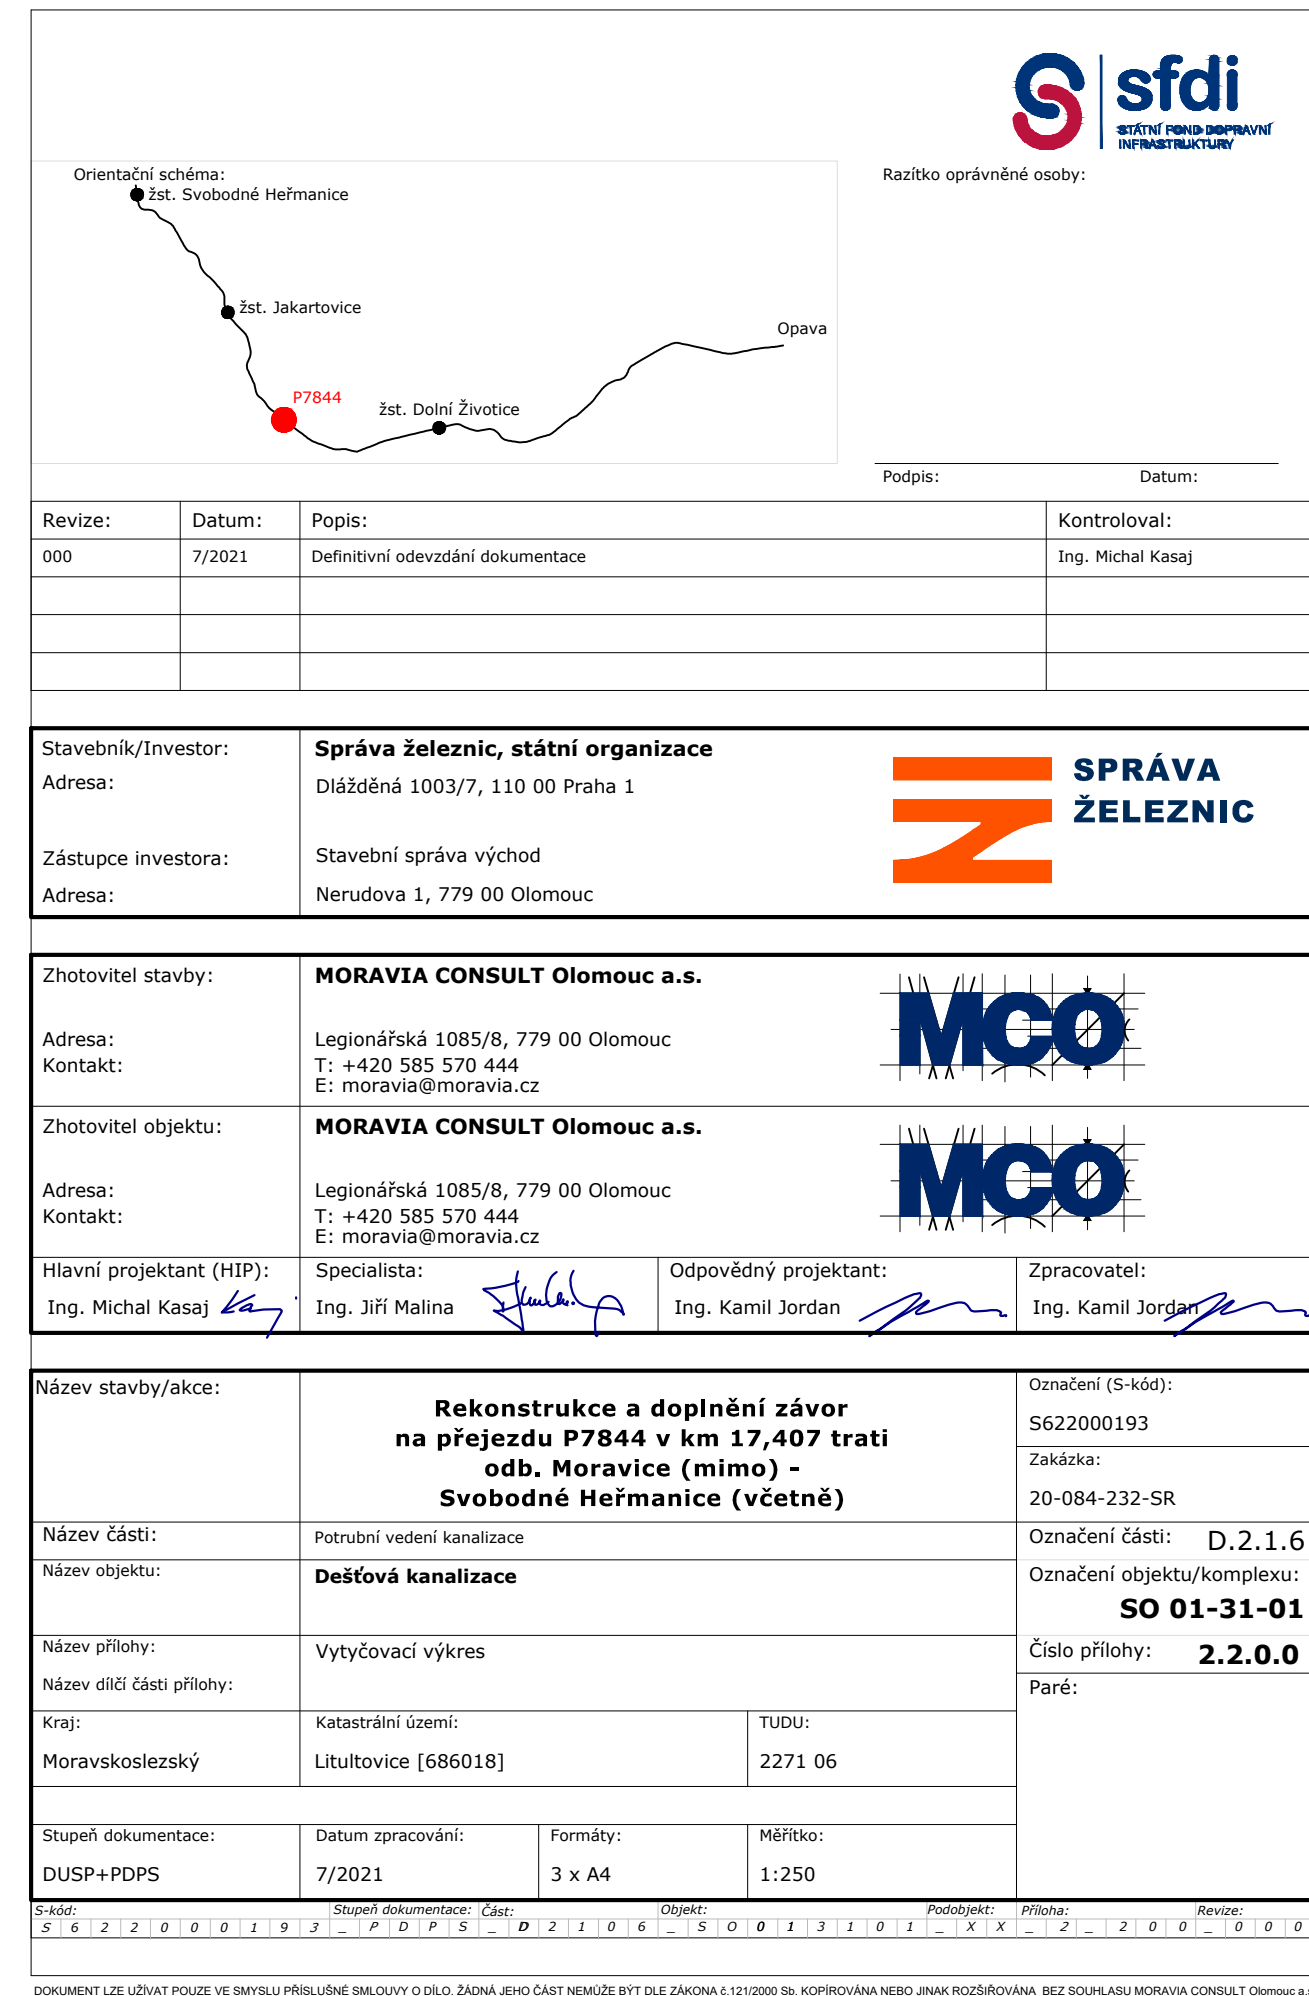 sfdi
STÁTNÍ FOND DOPRAVNÍ
INFRASTRUKTURY
Orientační schéma:
Razítko oprávněné osoby:
žst. Svobodné Heřmanice
žst. Jakartovice
Opava
P7844
žst. Dolní Životice
Podpis: Datum:
Revize: Datum: Popis: Kontroloval:
000 7/2021 Definitivní odevzdání dokumentace Ing. Michal Kasaj
Stavebník/Investor: Správa železnic, státní organizace
Adresa: Dlážděná 1003/7, 110 00 Praha 1
SPRÁVA
ŽELEZNIC
Zástupce investora: Stavební správa východ
Adresa: Nerudova 1, 779 00 Olomouc
Zhotovitel stavby: MORAVIA CONSULT Olomouc a.s.
MCO
Adresa: Legionářská 1085/8, 779 00 Olomouc
Kontakt: T: +420 585 570 444
E: moravia@moravia.cz
Zhotovitel objektu: MORAVIA CONSULT Olomouc a.s.
MCO
Adresa: Legionářská 1085/8, 779 00 Olomouc
Kontakt: T: +420 585 570 444
E: moravia@moravia.cz
Hlavní projektant (HIP): Specialista: Odpovědný projektant: Zpracovatel:
Ing. Michal Kasaj Ing. Jiří Malina Ing. Kamil Jordan Ing. Kamil Jordan
Název stavby/akce:
Rekonstrukce a doplnění závor
na přejezdu P7844 v km 17,407 trati
odb. Moravice (mimo) -
Svobodné Heřmanice (včetně)
Označení (S-kód):
S622000193
Zakázka:
20-084-232-SR
Název části: Potrubní vedení kanalizace Označení části: D.2.1.6
Název objektu: Dešťová kanalizace Označení objektu/komplexu:
SO 01-31-01
Název přílohy: Vytyčovací výkres Číslo přílohy: 2.2.0.0
Název dílčí části přílohy: Paré:
Kraj: Katastrální území: TUDU:
Moravskoslezský Litultovice [686018] 2271 06
Stupeň dokumentace: Datum zpracování: Formáty: Měřítko:
DUSP+PDPS 7/2021 3 x A4 1:250
S-kód: Stupeň dokumentace: Část: Objekt: Podobjekt: Příloha: Revize:
S 6 2 2 0 0 0 1 9 3 _ P D P S _ D 2 1 0 6 _ S O 0 1 3 1 0 1 _ X X _ 2 _ 2 0 0 _ 0 0 0
DOKUMENT LZE UŽÍVAT POUZE VE SMYSLU PŘÍSLUŠNÉ SMLOUVY O DÍLO. ŽÁDNÁ JEHO ČÁST NEMŮŽE BÝT DLE ZÁKONA č.121/2000 Sb. KOPÍROVÁNA NEBO JINAK ROZŠIŘOVÁNA BEZ SOUHLASU MORAVIA CONSULT Olomouc a.s